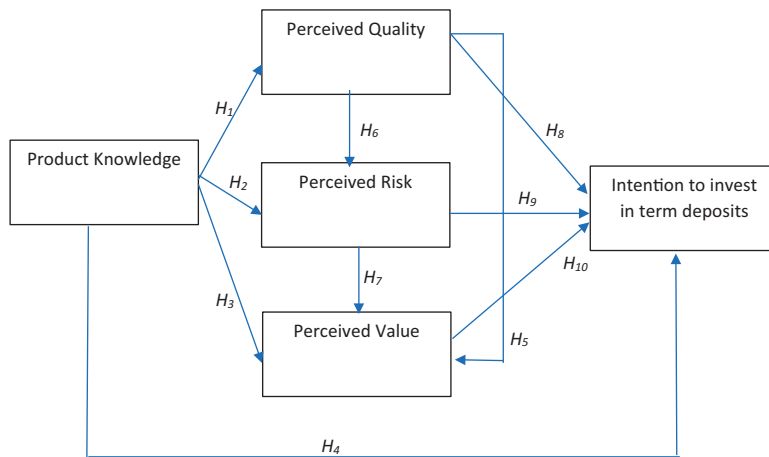 Perceived Quality
H1
H6
H8
Product Knowledge
H2
Perceived Risk
H9
Intention to invest
in term deposits
H3
H7
H10
Perceived Value
H5
H4